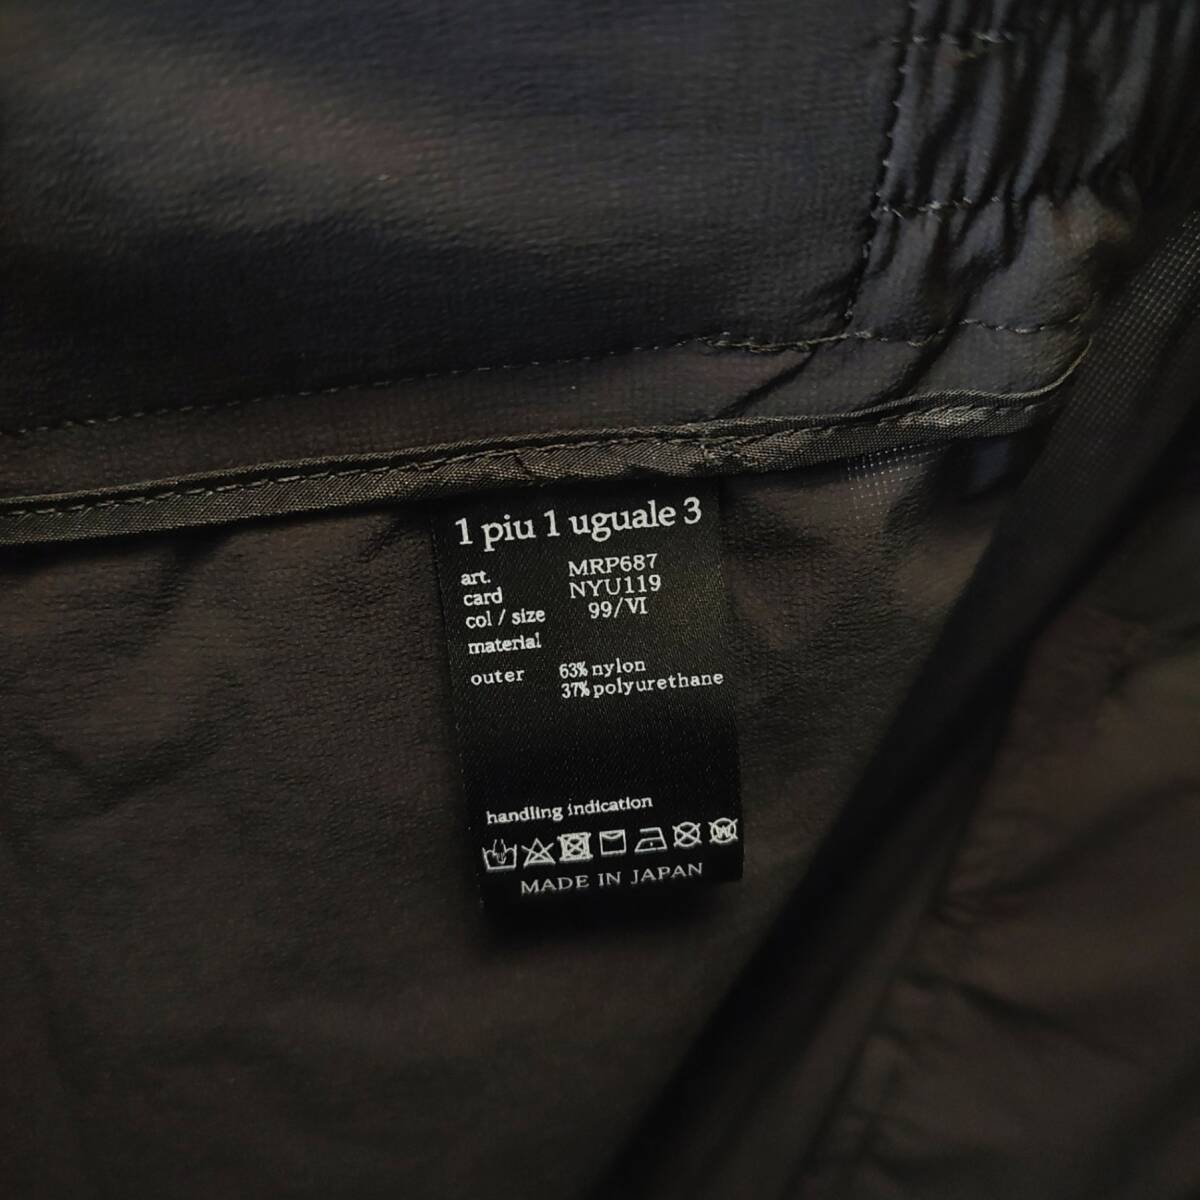 1 piu 1 uguale 3
art. MRP687
card NYU119
col / size 99/VI
material
outer 63% nylon
37% polyurethane
handling indication
W
MADE IN JAPAN